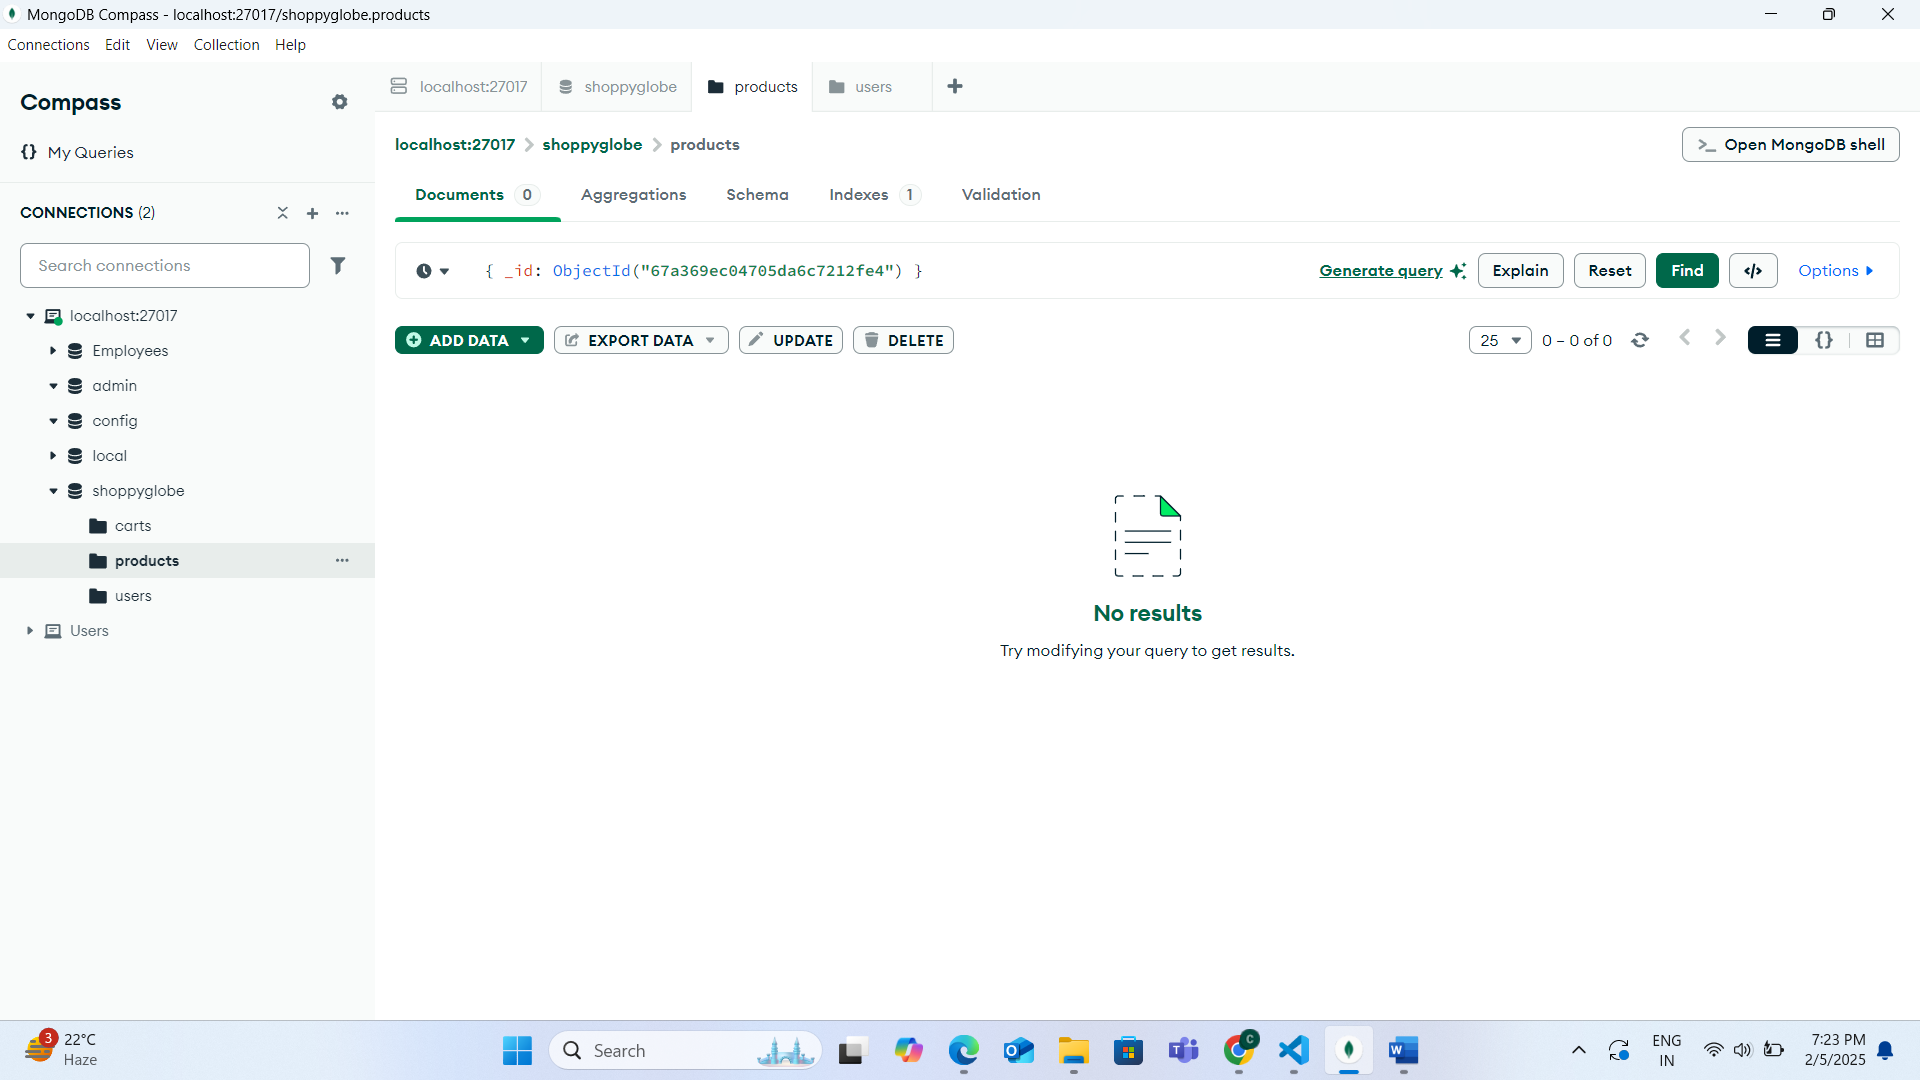 MongoDB Compass - localhost:27017/shoppyglobe.products
Connections Edit View Collection Help
Compass
My Queries
CONNECTIONS (2)
Search connections
localhost:27017
Employees
admin
config
local
shoppyglobe
carts
products
users
Users
localhost:27017 shoppyglobe products users
localhost:27017 shoppyglobe products
>_ Open MongoDB shell
Documents 0 Aggregations Schema Indexes 1 Validation
{ _id: ObjectId("67a369ec04705da6c7212fe4") }
Generate query Explain Reset Find </> Options
ADD DATA EXPORT DATA UPDATE DELETE
25 0 – 0 of 0 {}
No results
Try modifying your query to get results.
3 22°C
Haze
Search
C
ENG
IN
7:23 PM
2/5/2025